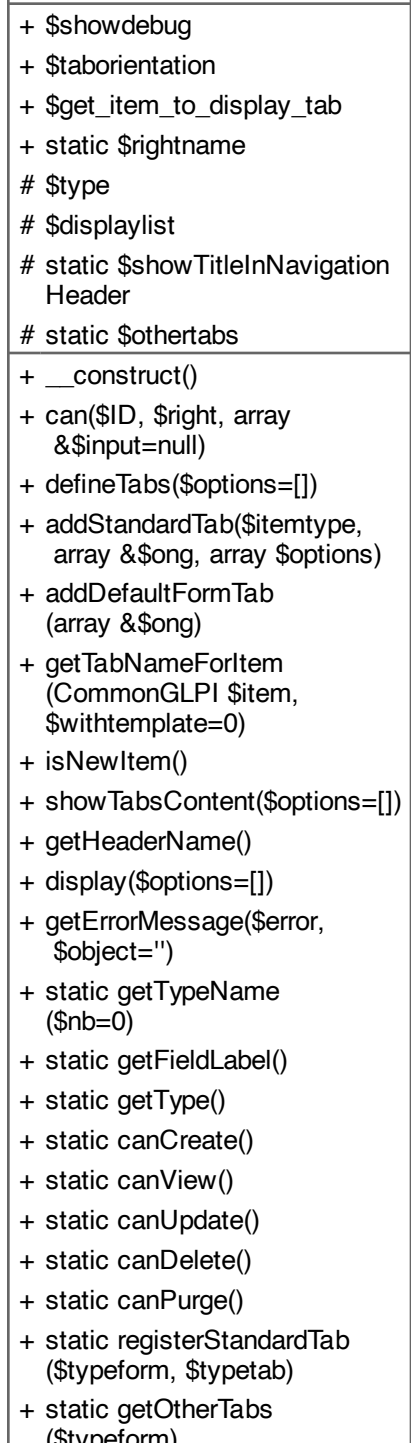 + $showdebug
+ $taborientation
+ $get_item_to_display_tab
+ static $rightname
# $type
# $displaylist
# static $showTitleInNavigation
Header
# static $othertabs
+ __construct()
+ can($ID, $right, array
&$input=null)
+ defineTabs($options=[])
+ addStandardTab($itemtype,
array &$ong, array $options)
+ addDefaultFormTab
(array &$ong)
+ getTabNameForItem
(CommonGLPI $item,
$withtemplate=0)
+ isNewItem()
+ showTabsContent($options=[])
+ getHeaderName()
+ display($options=[])
+ getErrorMessage($error,
$object='')
+ static getTypeName
($nb=0)
+ static getFieldLabel()
+ static getType()
+ static canCreate()
+ static canView()
+ static canUpdate()
+ static canDelete()
+ static canPurge()
+ static registerStandardTab
($typeform, $typetab)
+ static getOtherTabs
($typeform)